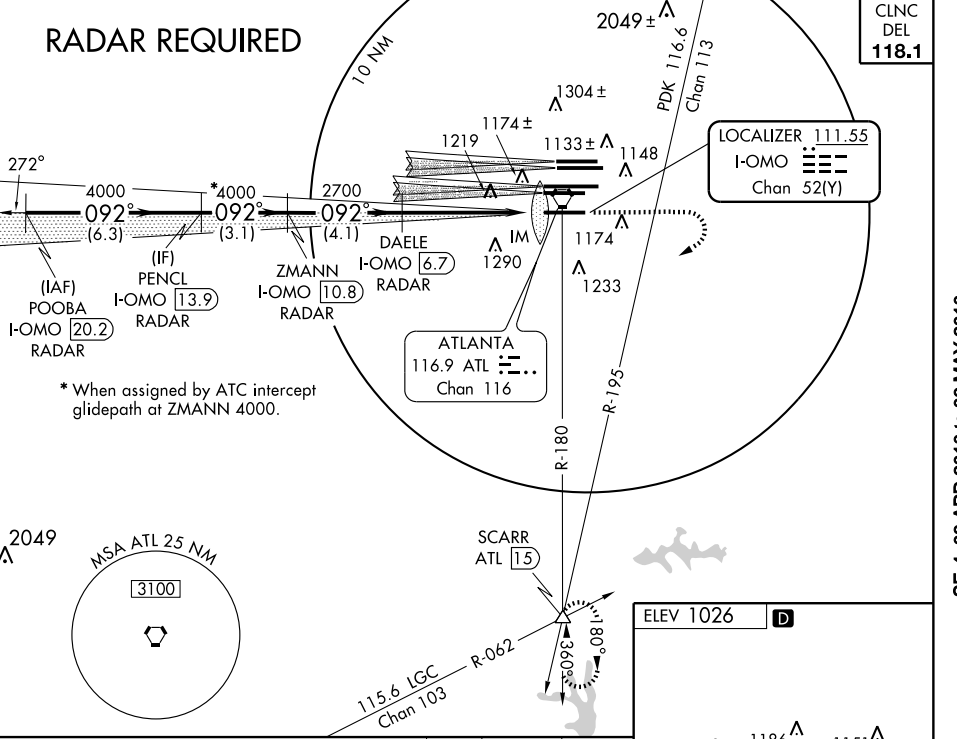 RADAR REQUIRED
CLNC
DEL
118.1
10 NM
2049 ±
PDK 116.6
Chan 113
1304 ±
1174 ±
1219
1133 ±
1148
LOCALIZER 111.55
I-OMO
Chan 52(Y)
272°
4000
*4000
2700
092°
092°
092°
(6.3)
(3.1)
(4.1)
IM
1174
1290
1233
DAELE
I-OMO 6.7
RADAR
ZMANN
I-OMO 10.8
RADAR
(IF)
PENCL
I-OMO 13.9
RADAR
(IAF)
POOBA
I-OMO 20.2
RADAR
ATLANTA
116.9 ATL
Chan 116
* When assigned by ATC intercept
glidepath at ZMANN 4000.
R-195
R-180
2049
MSA ATL 25 NM
3100
SCARR
ATL 15
R-062
115.6 LGC
Chan 103
360°
180°
ELEV 1026
D